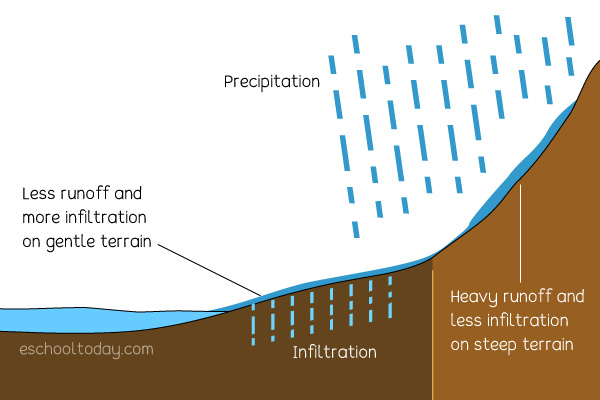 Precipitation
Less runoff and
more infiltration
on gentle terrain
Heavy runoff and
less infiltration
on steep terrain
Infiltration
eschooltoday.com